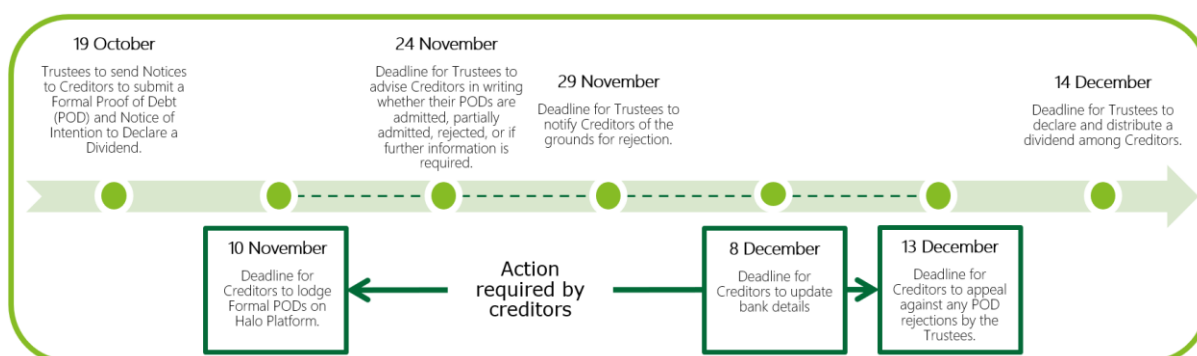 19 October
Trustees to send Notices
to Creditors to submit a
Formal Proof of Debt
(POD) and Notice of
Intention to Declare a
Dividend.
24 November
Deadline for Trustees to
advise Creditors in writing
whether their PODs are
admitted, partially
admitted, rejected, or if
further information is
required.
29 November
Deadline for Trustees to
notify Creditors of the
grounds for rejection.
14 December
Deadline for Trustees to
declare and distribute a
dividend among Creditors.
10 November
Deadline for
Creditors to lodge
Formal PODs on
Halo Platform.
Action
required by
creditors
8 December
Deadline for
Creditors to update
bank details
13 December
Deadline for
Creditors to appeal
against any POD
rejections by the
Trustees.